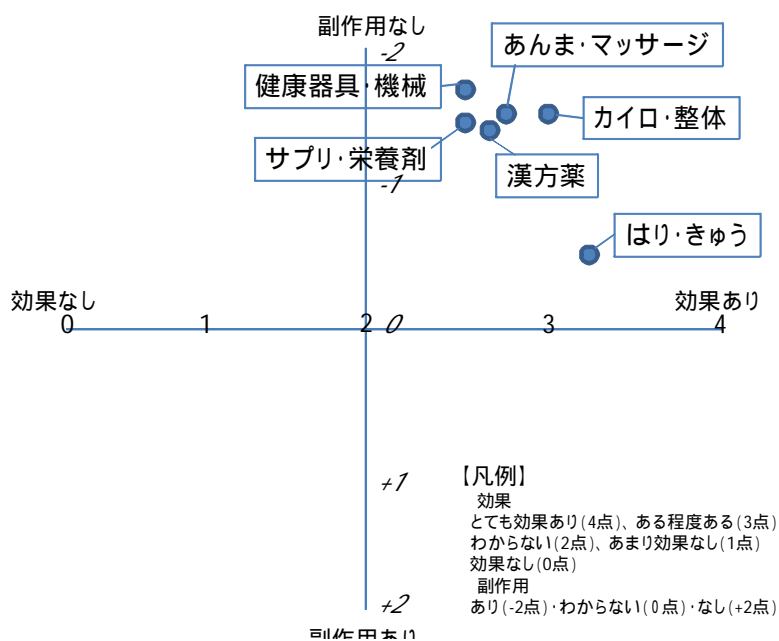 副作用なし
-2
あんま・マッサージ
健康器具・機械
カイロ・整体
サプリ・栄養剤
漢方薬
-1
はり・きゅう
効果なし
効果あり
0
1
2
0
3
4
+1
【凡例】
効果
とても効果あり(4点)、ある程度ある(3点)
わからない(2点)、あまり効果なし(1点)
効果なし(0点)
副作用
あり(-2点)・わからない(0点)・なし(+2点)
+2
副作用あり